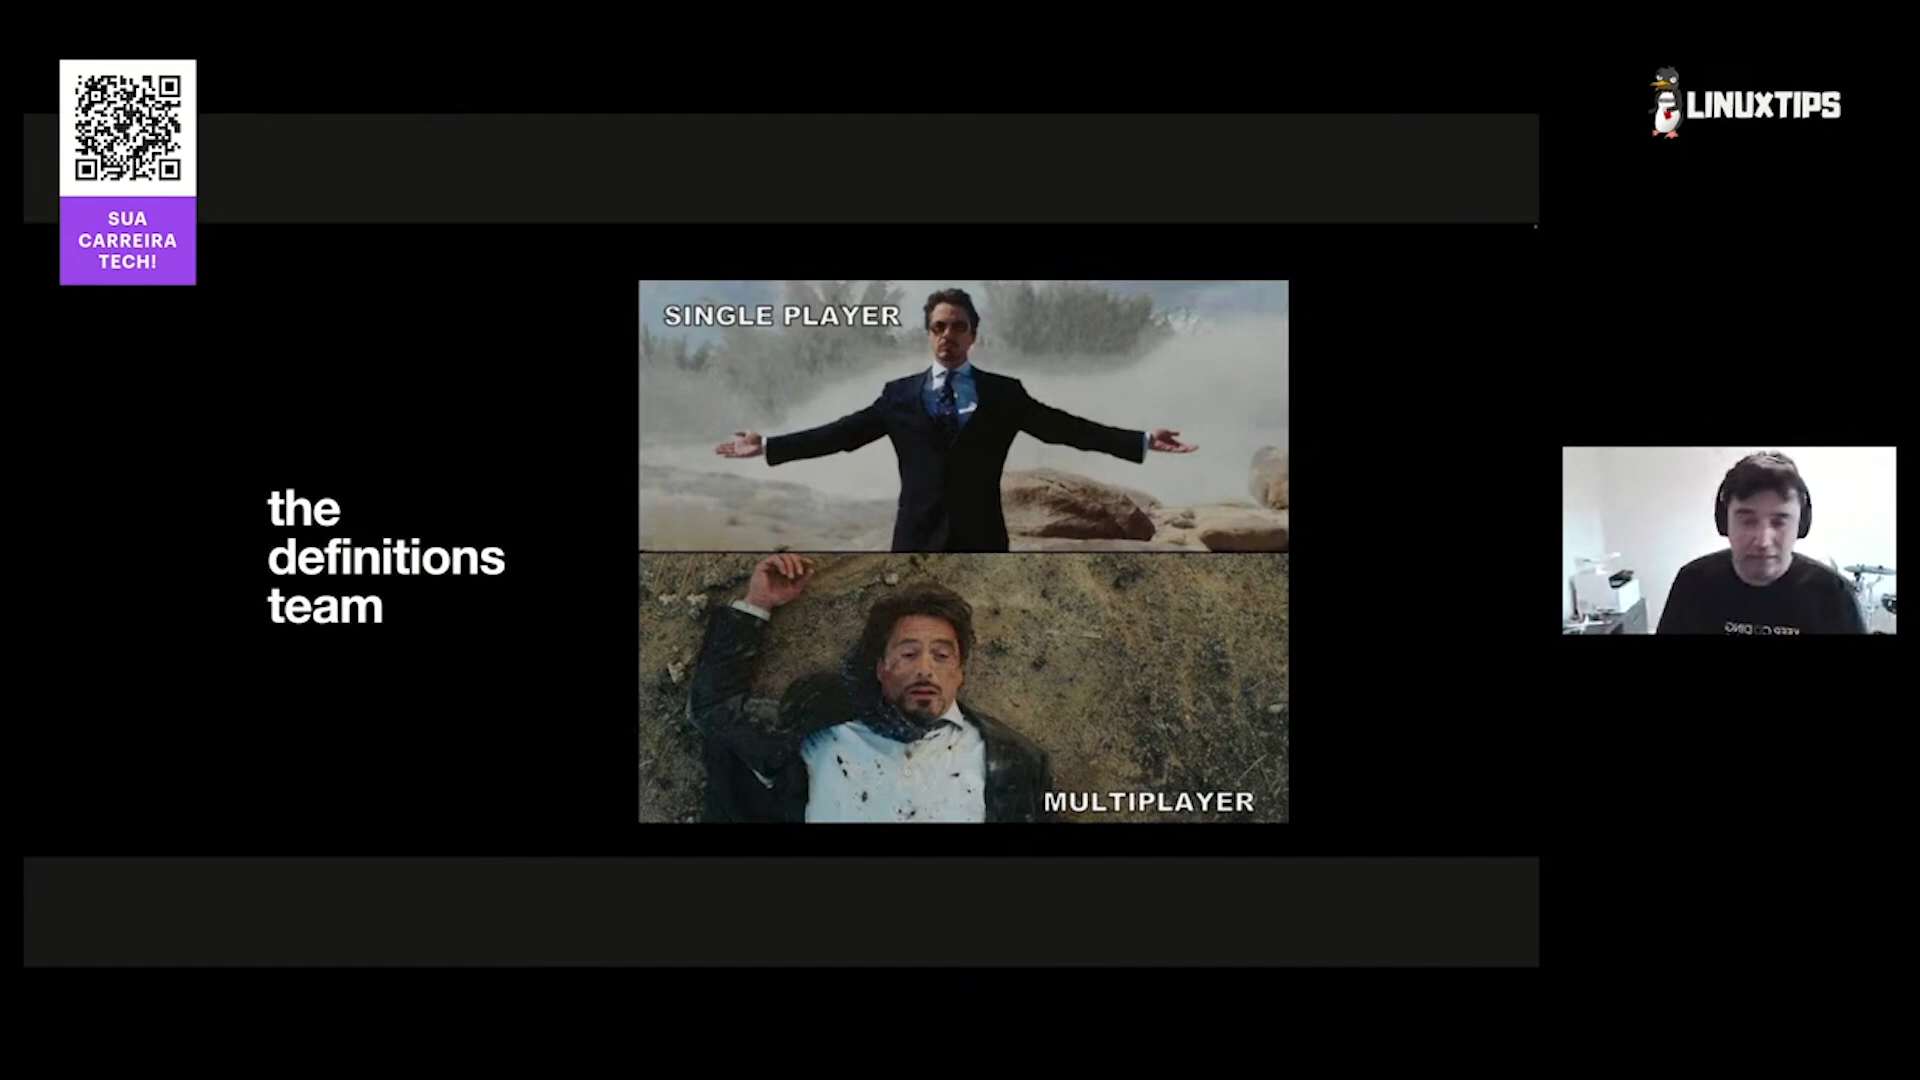 SUA
CARREIRA
TECH!
LINUXTIPS
SINGLE PLAYER
the
definitions
team
MULTIPLAYER